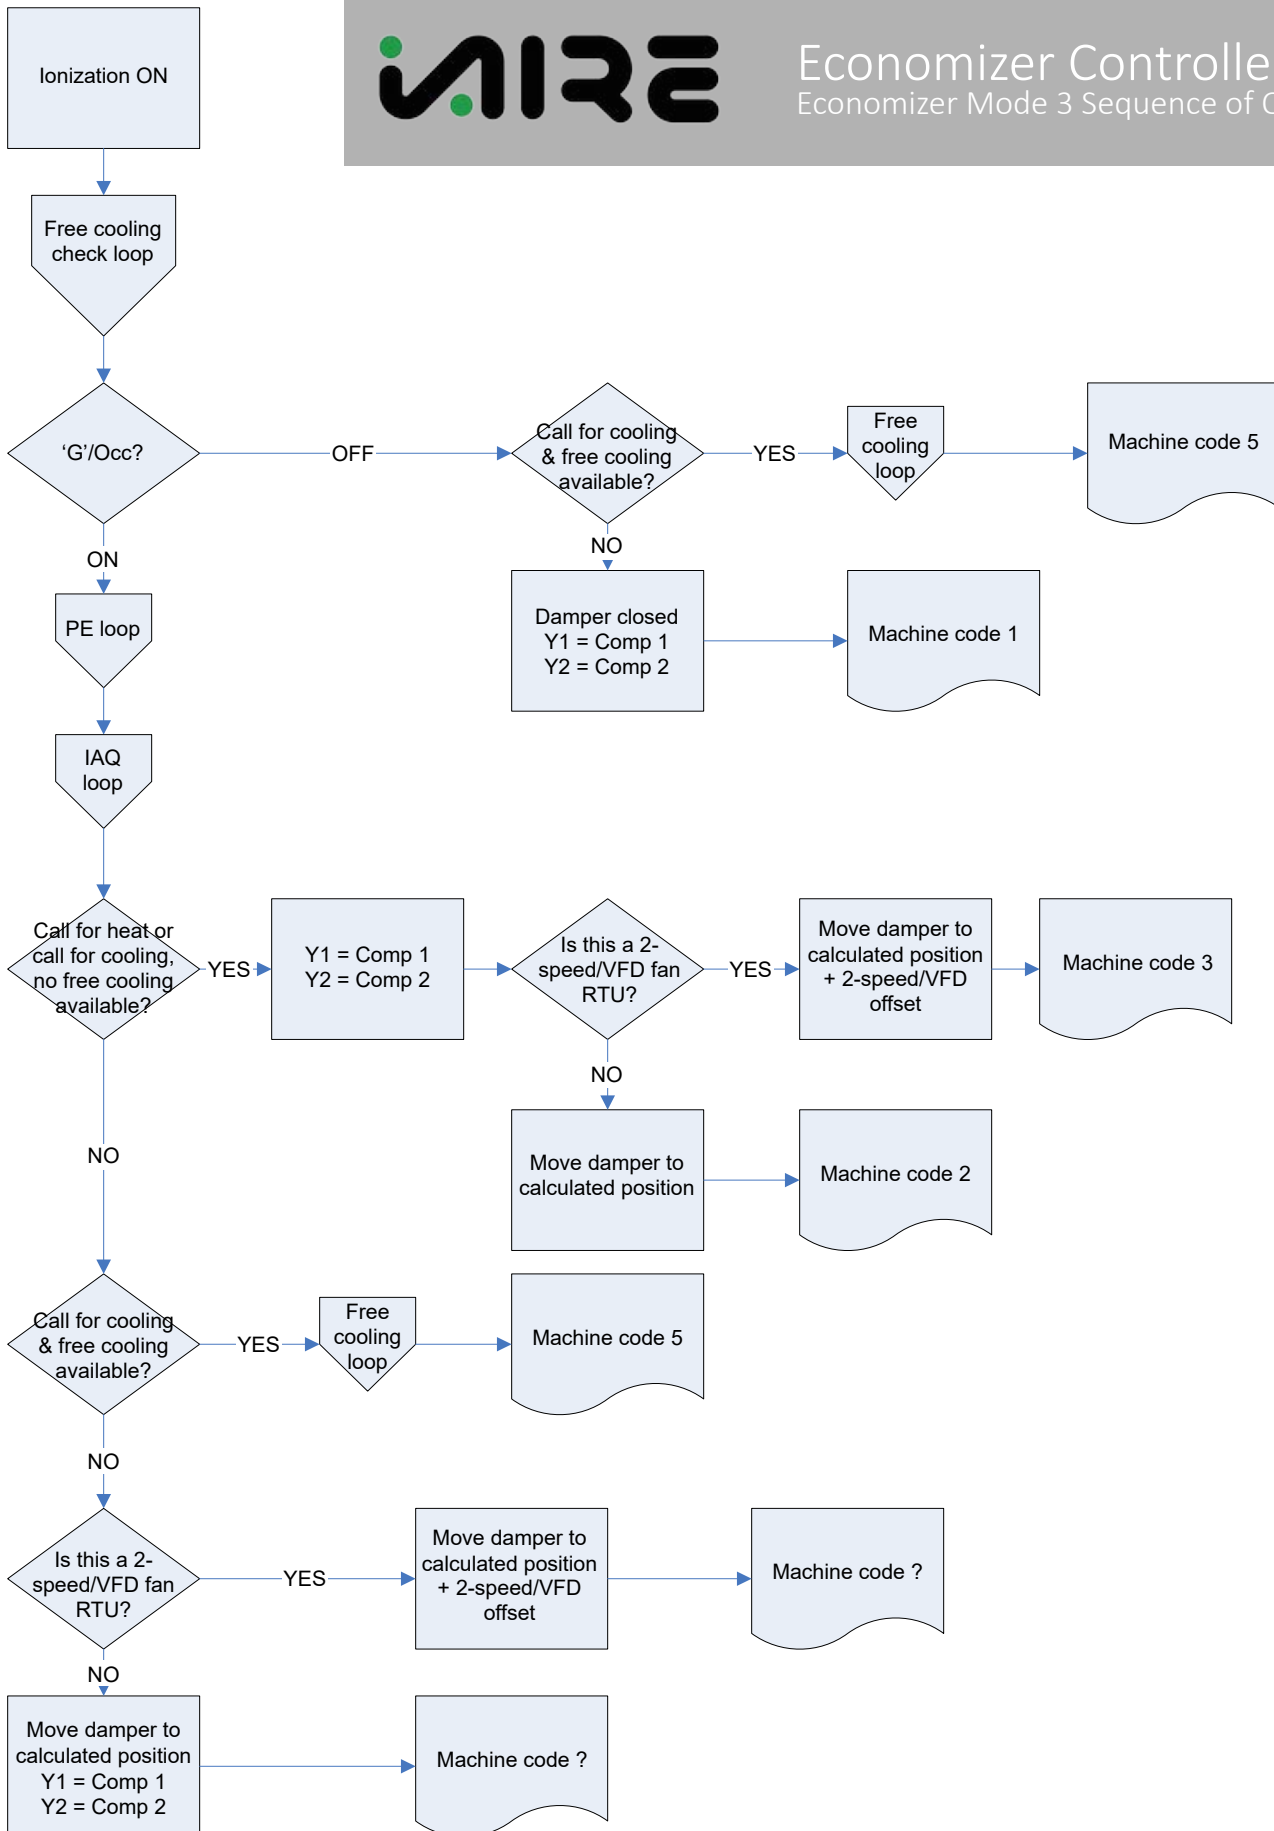 iAIRE
Economizer Controlle
Economizer Mode 3 Sequence of O
Ionization ON
Free cooling
check loop
‘G’/Occ?
OFF
Call for cooling
& free cooling
available?
YES
Free
cooling
loop
Machine code 5
ON
NO
PE loop
Damper closed
Y1 = Comp 1
Y2 = Comp 2
Machine code 1
IAQ
loop
Call for heat or
call for cooling,
no free cooling
available?
YES
Y1 = Comp 1
Y2 = Comp 2
Is this a 2-
speed/VFD fan
RTU?
YES
Move damper to
calculated position
+ 2-speed/VFD
offset
Machine code 3
NO
NO
Move damper to
calculated position
Machine code 2
Call for cooling
& free cooling
available?
YES
Free
cooling
loop
Machine code 5
NO
Is this a 2-
speed/VFD fan
RTU?
YES
Move damper to
calculated position
+ 2-speed/VFD
offset
Machine code ?
NO
Move damper to
calculated position
Y1 = Comp 1
Y2 = Comp 2
Machine code ?